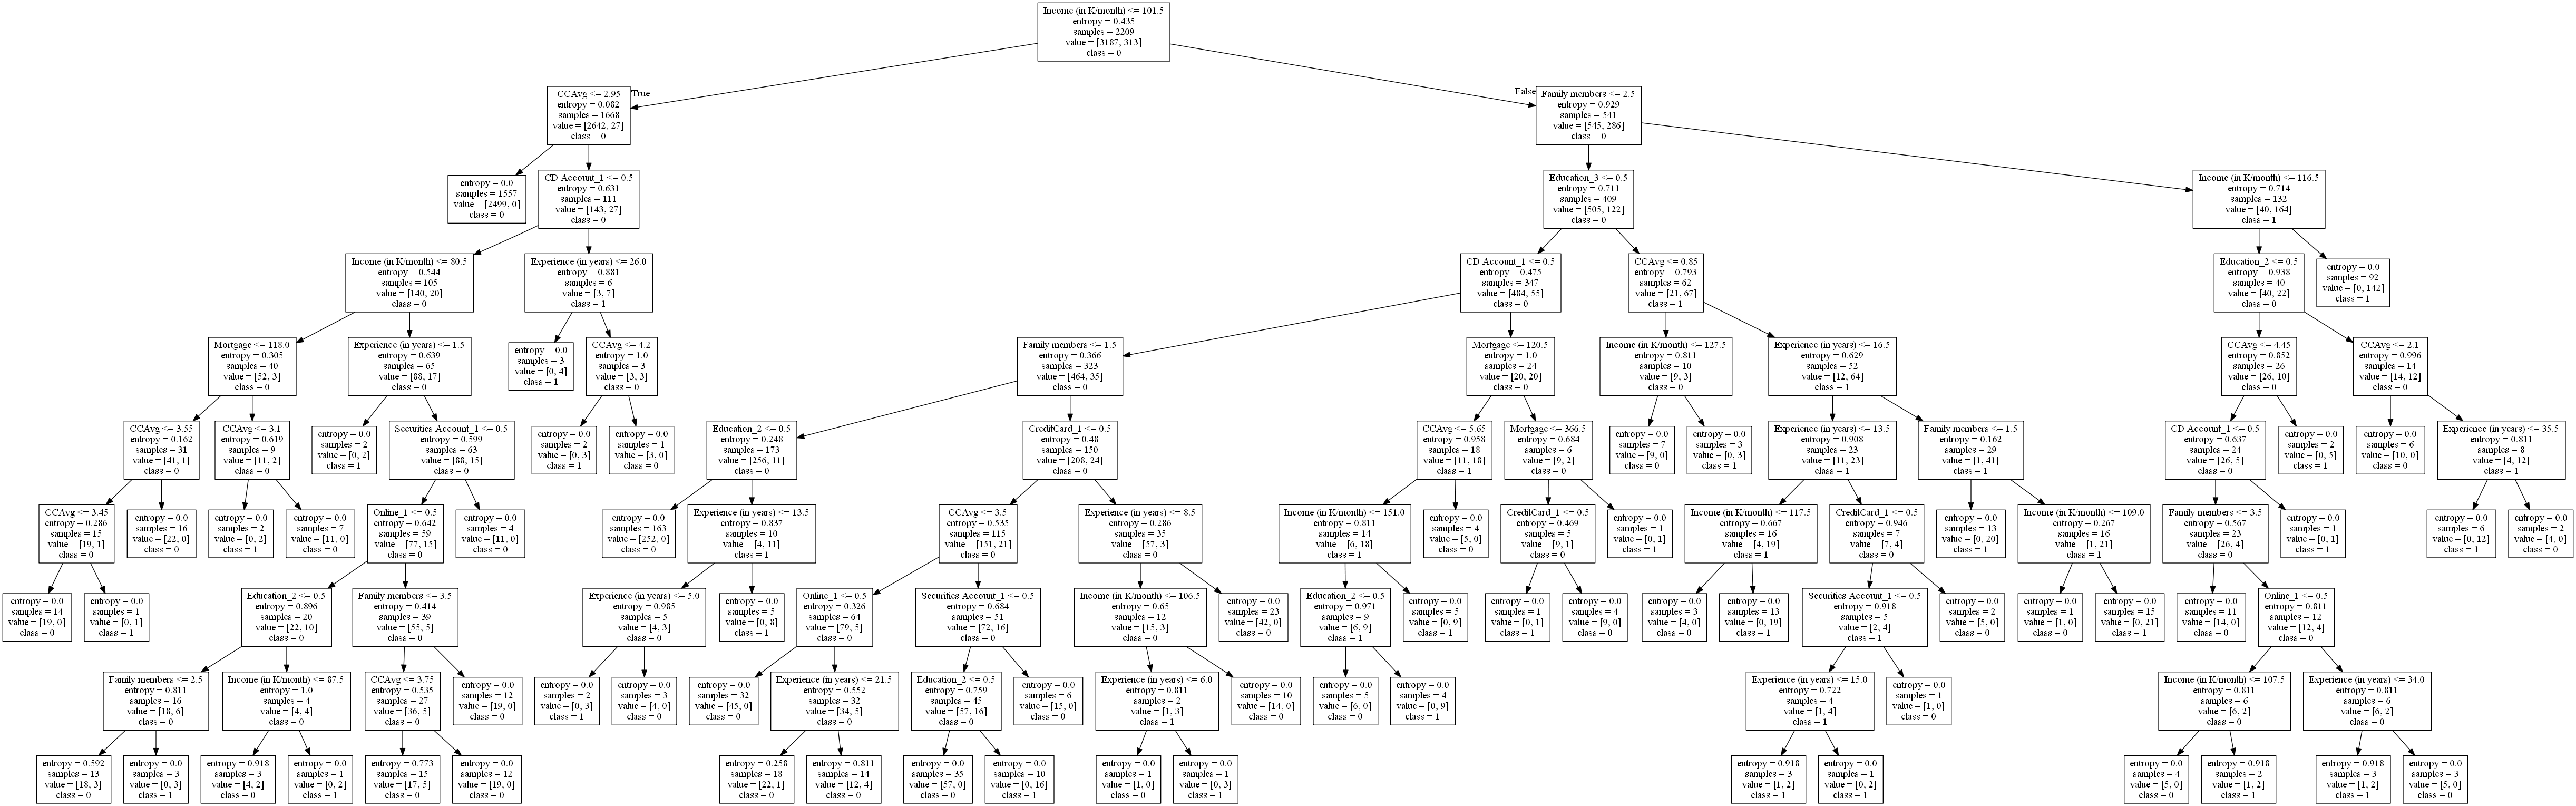 Income (in K/month) <= 101.5
entropy = 0.435
samples = 2209
value = [3187, 313]
class = 0
True
False
CCAvg <= 2.95
entropy = 0.082
samples = 1668
value = [2642, 27]
class = 0
Family members <= 2.5
entropy = 0.929
samples = 541
value = [545, 286]
class = 0
entropy = 0.0
samples = 1557
value = [2499, 0]
class = 0
CD Account_1 <= 0.5
entropy = 0.631
samples = 111
value = [143, 27]
class = 0
Education_3 <= 0.5
entropy = 0.711
samples = 409
value = [505, 122]
class = 0
Income (in K/month) <= 116.5
entropy = 0.714
samples = 132
value = [40, 164]
class = 1
Income (in K/month) <= 80.5
entropy = 0.544
samples = 105
value = [140, 20]
class = 0
Experience (in years) <= 26.0
entropy = 0.881
samples = 6
value = [3, 7]
class = 1
CD Account_1 <= 0.5
entropy = 0.475
samples = 347
value = [484, 55]
class = 0
CCAvg <= 0.85
entropy = 0.793
samples = 62
value = [21, 67]
class = 1
Education_2 <= 0.5
entropy = 0.938
samples = 40
value = [40, 22]
class = 0
entropy = 0.0
samples = 92
value = [0, 142]
class = 1
Mortgage <= 118.0
entropy = 0.305
samples = 40
value = [52, 3]
class = 0
Experience (in years) <= 1.5
entropy = 0.639
samples = 65
value = [88, 17]
class = 0
entropy = 0.0
samples = 3
value = [0, 4]
class = 1
CCAvg <= 4.2
entropy = 1.0
samples = 3
value = [3, 3]
class = 0
Family members <= 1.5
entropy = 0.366
samples = 323
value = [464, 35]
class = 0
Mortgage <= 120.5
entropy = 1.0
samples = 24
value = [20, 20]
class = 0
Income (in K/month) <= 127.5
entropy = 0.811
samples = 10
value = [9, 3]
class = 0
Experience (in years) <= 16.5
entropy = 0.629
samples = 52
value = [12, 64]
class = 1
CCAvg <= 4.45
entropy = 0.852
samples = 26
value = [26, 10]
class = 0
CCAvg <= 2.1
entropy = 0.996
samples = 14
value = [14, 12]
class = 0
CCAvg <= 3.55
entropy = 0.162
samples = 31
value = [41, 1]
class = 0
CCAvg <= 3.1
entropy = 0.619
samples = 9
value = [11, 2]
class = 0
entropy = 0.0
samples = 2
value = [0, 2]
class = 1
Securities Account_1 <= 0.5
entropy = 0.599
samples = 63
value = [88, 15]
class = 0
entropy = 0.0
samples = 2
value = [0, 3]
class = 1
entropy = 0.0
samples = 1
value = [3, 0]
class = 0
Education_2 <= 0.5
entropy = 0.248
samples = 173
value = [256, 11]
class = 0
CreditCard_1 <= 0.5
entropy = 0.48
samples = 150
value = [208, 24]
class = 0
CCAvg <= 5.65
entropy = 0.958
samples = 18
value = [11, 18]
class = 1
Mortgage <= 366.5
entropy = 0.684
samples = 6
value = [9, 2]
class = 0
entropy = 0.0
samples = 7
value = [9, 0]
class = 0
entropy = 0.0
samples = 3
value = [0, 3]
class = 1
Experience (in years) <= 13.5
entropy = 0.908
samples = 23
value = [11, 23]
class = 1
Family members <= 1.5
entropy = 0.162
samples = 29
value = [1, 41]
class = 1
CD Account_1 <= 0.5
entropy = 0.637
samples = 24
value = [26, 5]
class = 0
entropy = 0.0
samples = 2
value = [0, 5]
class = 1
entropy = 0.0
samples = 6
value = [10, 0]
class = 0
Experience (in years) <= 35.5
entropy = 0.811
samples = 8
value = [4, 12]
class = 1
CCAvg <= 3.45
entropy = 0.286
samples = 15
value = [19, 1]
class = 0
entropy = 0.0
samples = 16
value = [22, 0]
class = 0
entropy = 0.0
samples = 2
value = [0, 2]
class = 1
entropy = 0.0
samples = 7
value = [11, 0]
class = 0
Online_1 <= 0.5
entropy = 0.642
samples = 59
value = [77, 15]
class = 0
entropy = 0.0
samples = 4
value = [11, 0]
class = 0
entropy = 0.0
samples = 163
value = [252, 0]
class = 0
Experience (in years) <= 13.5
entropy = 0.837
samples = 10
value = [4, 11]
class = 1
CCAvg <= 3.5
entropy = 0.535
samples = 115
value = [151, 21]
class = 0
Experience (in years) <= 8.5
entropy = 0.286
samples = 35
value = [57, 3]
class = 0
Income (in K/month) <= 151.0
entropy = 0.811
samples = 14
value = [6, 18]
class = 1
entropy = 0.0
samples = 4
value = [5, 0]
class = 0
CreditCard_1 <= 0.5
entropy = 0.469
samples = 5
value = [9, 1]
class = 0
entropy = 0.0
samples = 1
value = [0, 1]
class = 1
Income (in K/month) <= 117.5
entropy = 0.667
samples = 16
value = [4, 19]
class = 1
CreditCard_1 <= 0.5
entropy = 0.946
samples = 7
value = [7, 4]
class = 0
entropy = 0.0
samples = 13
value = [0, 20]
class = 1
Income (in K/month) <= 109.0
entropy = 0.267
samples = 16
value = [1, 21]
class = 1
Family members <= 3.5
entropy = 0.567
samples = 23
value = [26, 4]
class = 0
entropy = 0.0
samples = 1
value = [0, 1]
class = 1
entropy = 0.0
samples = 6
value = [0, 12]
class = 1
entropy = 0.0
samples = 2
value = [4, 0]
class = 0
entropy = 0.0
samples = 14
value = [19, 0]
class = 0
entropy = 0.0
samples = 1
value = [0, 1]
class = 1
Education_2 <= 0.5
entropy = 0.896
samples = 20
value = [22, 10]
class = 0
Family members <= 3.5
entropy = 0.414
samples = 39
value = [55, 5]
class = 0
Experience (in years) <= 5.0
entropy = 0.985
samples = 5
value = [4, 3]
class = 0
entropy = 0.0
samples = 5
value = [0, 8]
class = 1
Online_1 <= 0.5
entropy = 0.326
samples = 64
value = [79, 5]
class = 0
Securities Account_1 <= 0.5
entropy = 0.684
samples = 51
value = [72, 16]
class = 0
Income (in K/month) <= 106.5
entropy = 0.65
samples = 12
value = [15, 3]
class = 0
entropy = 0.0
samples = 23
value = [42, 0]
class = 0
Education_2 <= 0.5
entropy = 0.971
samples = 9
value = [6, 9]
class = 1
entropy = 0.0
samples = 5
value = [0, 9]
class = 1
entropy = 0.0
samples = 1
value = [0, 1]
class = 1
entropy = 0.0
samples = 4
value = [9, 0]
class = 0
entropy = 0.0
samples = 3
value = [4, 0]
class = 0
entropy = 0.0
samples = 13
value = [0, 19]
class = 1
Securities Account_1 <= 0.5
entropy = 0.918
samples = 5
value = [2, 4]
class = 1
entropy = 0.0
samples = 2
value = [5, 0]
class = 0
entropy = 0.0
samples = 1
value = [1, 0]
class = 0
entropy = 0.0
samples = 15
value = [0, 21]
class = 1
entropy = 0.0
samples = 11
value = [14, 0]
class = 0
Online_1 <= 0.5
entropy = 0.811
samples = 12
value = [12, 4]
class = 0
Family members <= 2.5
entropy = 0.811
samples = 16
value = [18, 6]
class = 0
Income (in K/month) <= 87.5
entropy = 1.0
samples = 4
value = [4, 4]
class = 0
CCAvg <= 3.75
entropy = 0.535
samples = 27
value = [36, 5]
class = 0
entropy = 0.0
samples = 12
value = [19, 0]
class = 0
entropy = 0.0
samples = 2
value = [0, 3]
class = 1
entropy = 0.0
samples = 3
value = [4, 0]
class = 0
entropy = 0.0
samples = 32
value = [45, 0]
class = 0
Experience (in years) <= 21.5
entropy = 0.552
samples = 32
value = [34, 5]
class = 0
Education_2 <= 0.5
entropy = 0.759
samples = 45
value = [57, 16]
class = 0
entropy = 0.0
samples = 6
value = [15, 0]
class = 0
Experience (in years) <= 6.0
entropy = 0.811
samples = 2
value = [1, 3]
class = 1
entropy = 0.0
samples = 10
value = [14, 0]
class = 0
entropy = 0.0
samples = 5
value = [6, 0]
class = 0
entropy = 0.0
samples = 4
value = [0, 9]
class = 1
Experience (in years) <= 15.0
entropy = 0.722
samples = 4
value = [1, 4]
class = 1
entropy = 0.0
samples = 1
value = [1, 0]
class = 0
Income (in K/month) <= 107.5
entropy = 0.811
samples = 6
value = [6, 2]
class = 0
Experience (in years) <= 34.0
entropy = 0.811
samples = 6
value = [6, 2]
class = 0
entropy = 0.592
samples = 13
value = [18, 3]
class = 0
entropy = 0.0
samples = 3
value = [0, 3]
class = 1
entropy = 0.918
samples = 3
value = [4, 2]
class = 0
entropy = 0.0
samples = 1
value = [0, 2]
class = 1
entropy = 0.773
samples = 15
value = [17, 5]
class = 0
entropy = 0.0
samples = 12
value = [19, 0]
class = 0
entropy = 0.258
samples = 18
value = [22, 1]
class = 0
entropy = 0.811
samples = 14
value = [12, 4]
class = 0
entropy = 0.0
samples = 35
value = [57, 0]
class = 0
entropy = 0.0
samples = 10
value = [0, 16]
class = 1
entropy = 0.0
samples = 1
value = [1, 0]
class = 0
entropy = 0.0
samples = 1
value = [0, 3]
class = 1
entropy = 0.918
samples = 3
value = [1, 2]
class = 1
entropy = 0.0
samples = 1
value = [0, 2]
class = 1
entropy = 0.0
samples = 4
value = [5, 0]
class = 0
entropy = 0.918
samples = 2
value = [1, 2]
class = 1
entropy = 0.918
samples = 3
value = [1, 2]
class = 1
entropy = 0.0
samples = 3
value = [5, 0]
class = 0